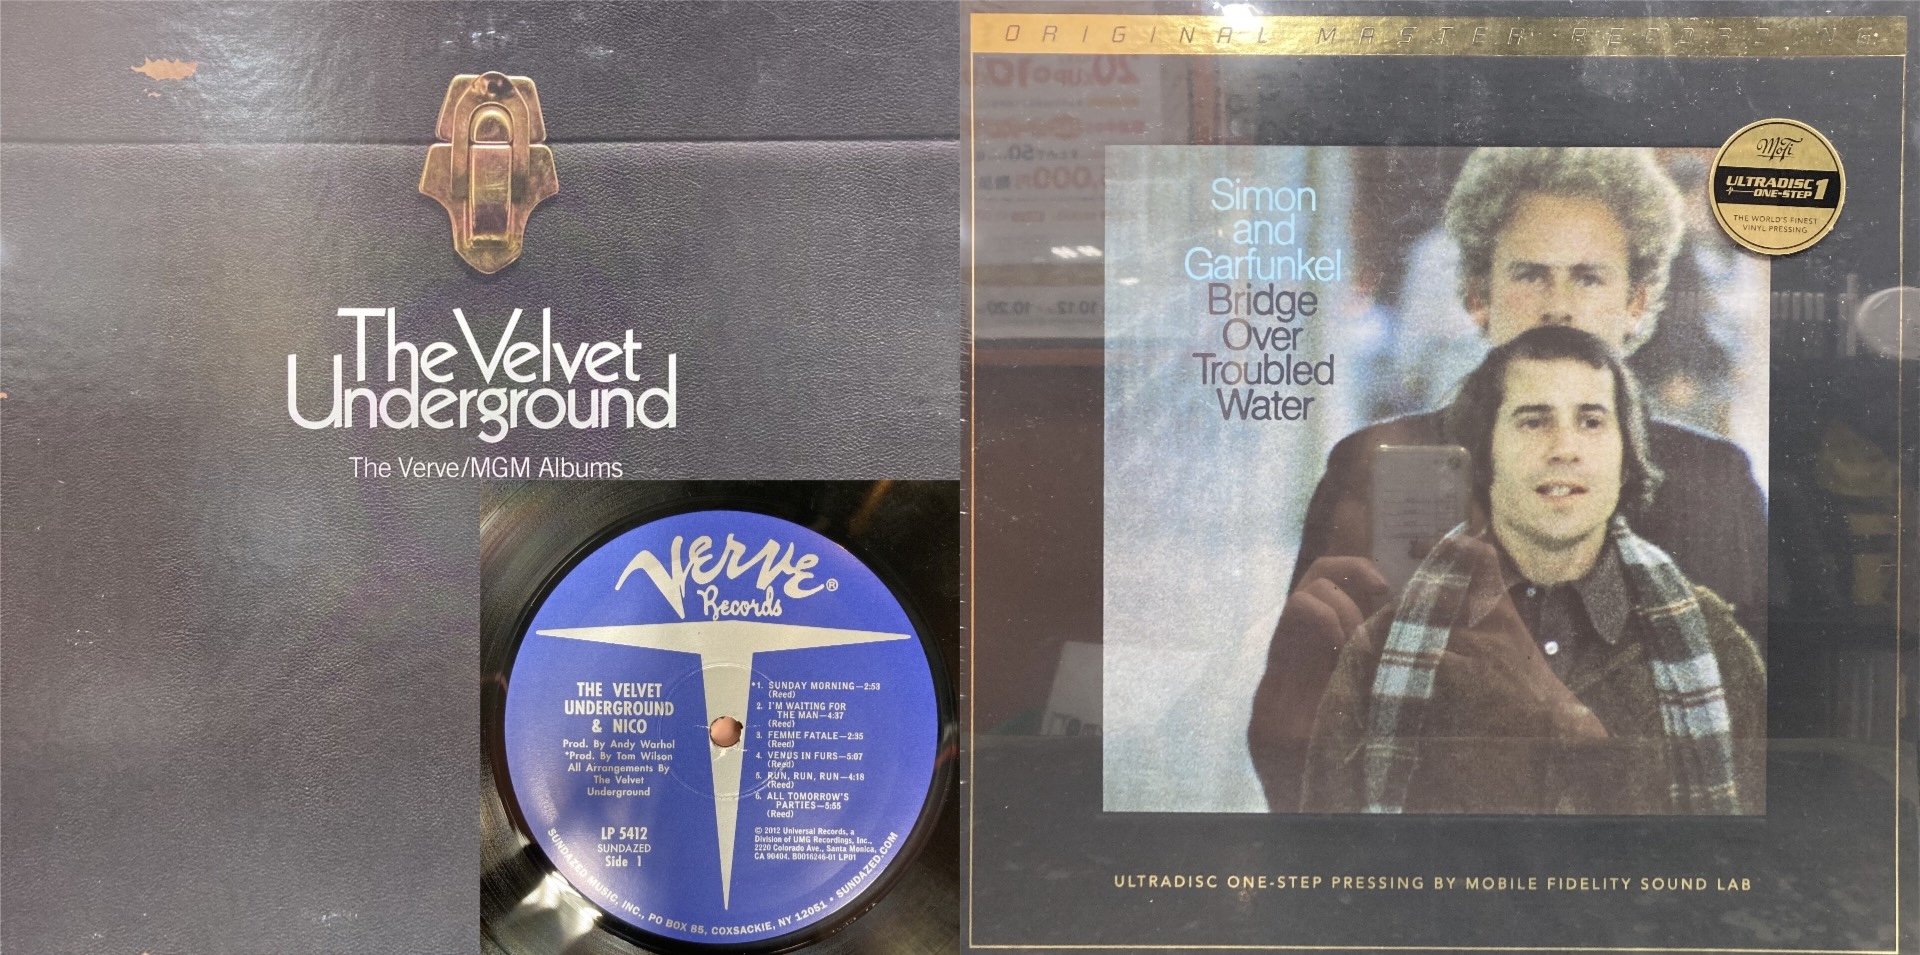 The Velvet
Underground
The Verve/MGM Albums
VERVE®
Records
THE VELVET
UNDERGROUND
& NICO
Prod. By Andy Warhol
*Prod. By Tom Wilson
All Arrangements By
The Velvet
Underground
LP 5412
SUNDAZED
Side 1
*1. SUNDAY MORNING—2:53
(Reed)
2. I'M WAITING FOR
THE MAN—4:37
(Reed)
3. FEMME FATALE—2:35
(Reed)
4. VENUS IN FURS—5:07
(Reed)
5. RUN, RUN, RUN—4:18
(Reed)
6. ALL TOMORROW'S
PARTIES—5:55
(Reed)
© 2012 Universal Records, a
Division of UMG Recordings, Inc.,
2220 Colorado Ave., Santa Monica,
CA 90404. B0016246-01 LP01
SUNDAZED MUSIC, INC., PO BOX 85, COXSACKIE, NY 12051 • SUNDAZED.COM
ORIGINAL MASTER RECORDING
MoFi
ULTRADISC
ONE-STEP 1
THE WORLD'S FINEST
VINYL PRESSING
Simon
and
Garfunkel
Bridge
Over
Troubled
Water
ULTRADISC ONE-STEP PRESSING BY MOBILE FIDELITY SOUND LAB